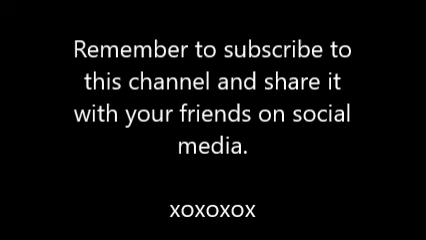 Remember to subscribe to
this channel and share it
with your friends on social
media.
xoxoxox